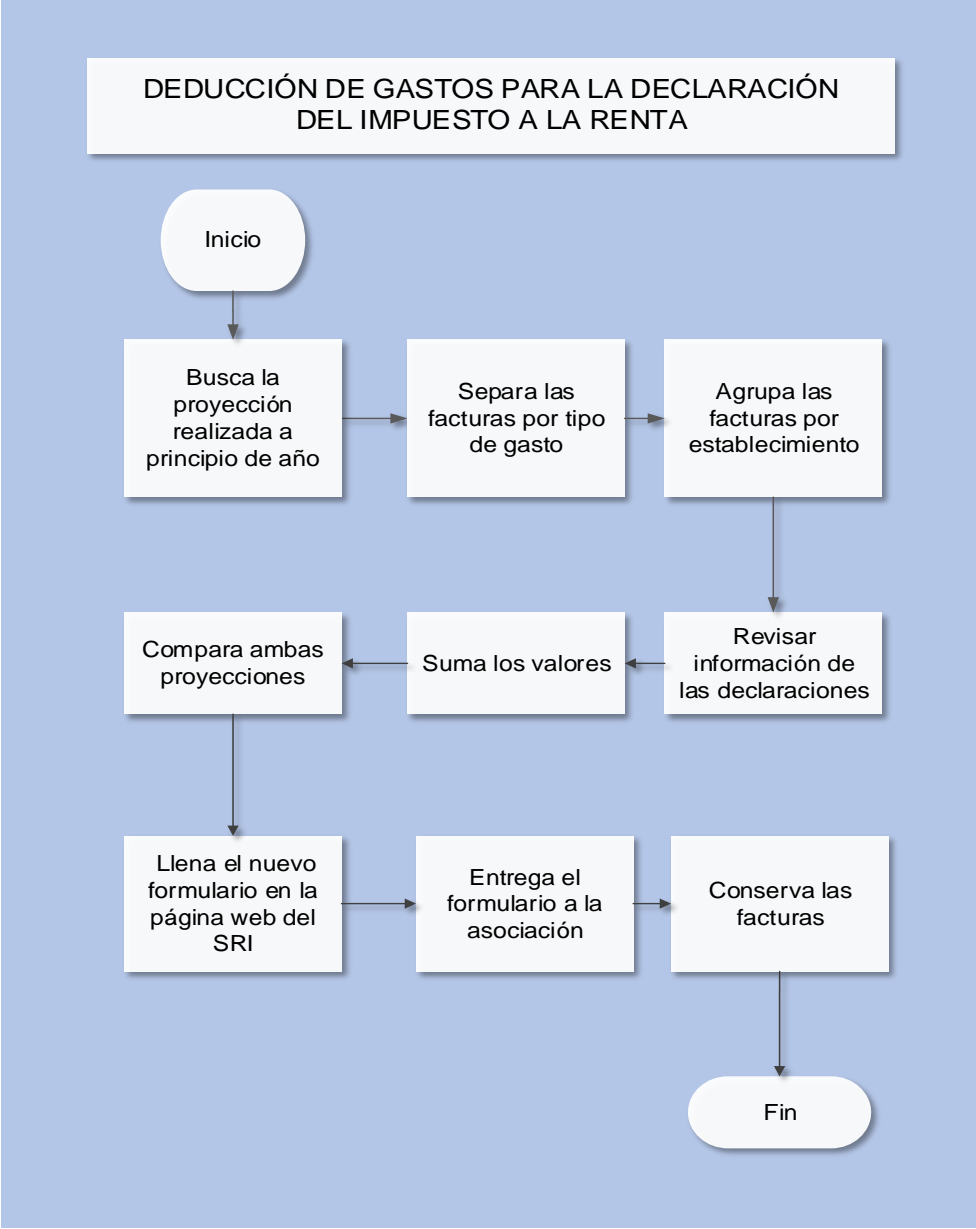 DEDUCCIÓN DE GASTOS PARA LA DECLARACIÓN
DEL IMPUESTO A LA RENTA
Inicio
Busca la
proyección
realizada a
principio de año
Separa las
facturas por tipo
de gasto
Agrupa las
facturas por
establecimiento
Revisar
información de
las declaraciones
Suma los valores
Compara ambas
proyecciones
Llena el nuevo
formulario en la
página web del
SRI
Entrega el
formulario a la
asociación
Conserva las
facturas
Fin